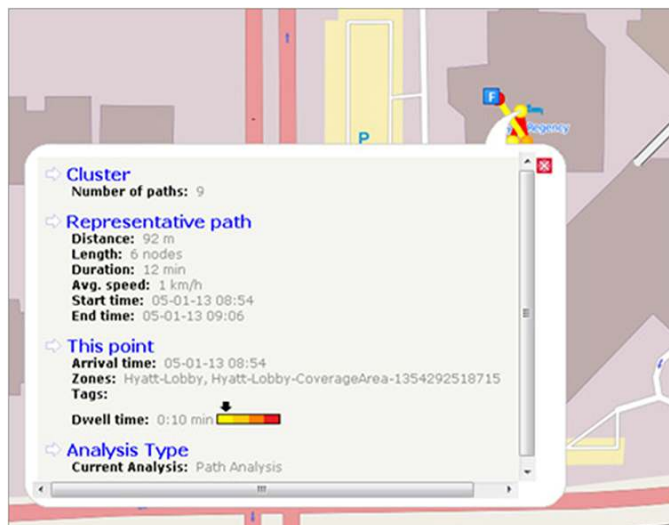 F
Regency
P
Cluster
Number of paths: 9
Representative path
Distance: 92 m
Length: 6 nodes
Duration: 12 min
Avg. speed: 1 km/h
Start time: 05-01-13 08:54
End time: 05-01-13 09:06
This point
Arrival time: 05-01-13 08:54
Zones: Hyatt-Lobby, Hyatt-Lobby-CoverageArea-1354292518715
Tags:
Dwell time: 0:10 min
Analysis Type
Current Analysis: Path Analysis